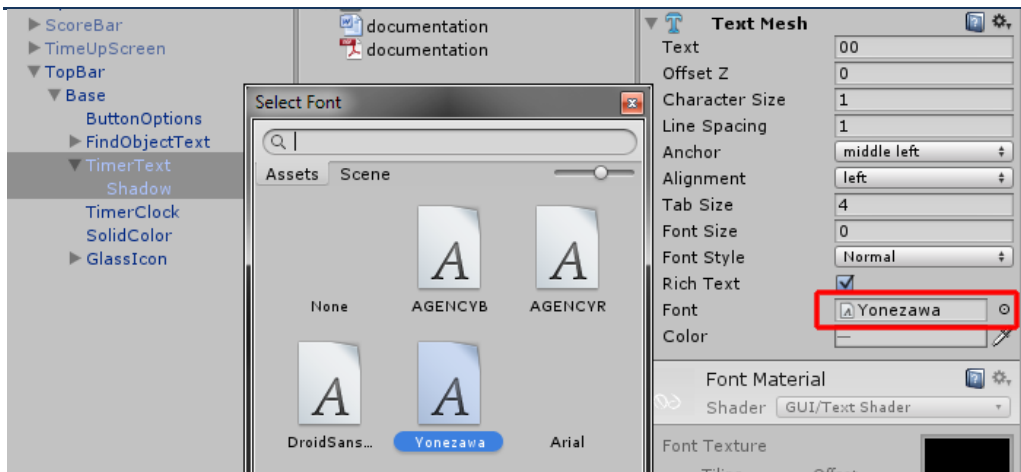 ScoreBar
TimeUpScreen
TopBar
Base
ButtonOptions
FindObjectText
TimerText
Shadow
TimerClock
SolidColor
GlassIcon
documentation
documentation
Select Font
Assets Scene
None AGENCYB AGENCYR
DroidSans... Yonezawa Arial
Text Mesh
Text 00
Offset Z 0
Character Size 1
Line Spacing 1
Anchor middle left
Alignment left
Tab Size 4
Font Size 0
Font Style Normal
Rich Text
Font Yonezawa
Color
Font Material
Shader GUI/Text Shader
Font Texture
Tiling Offset